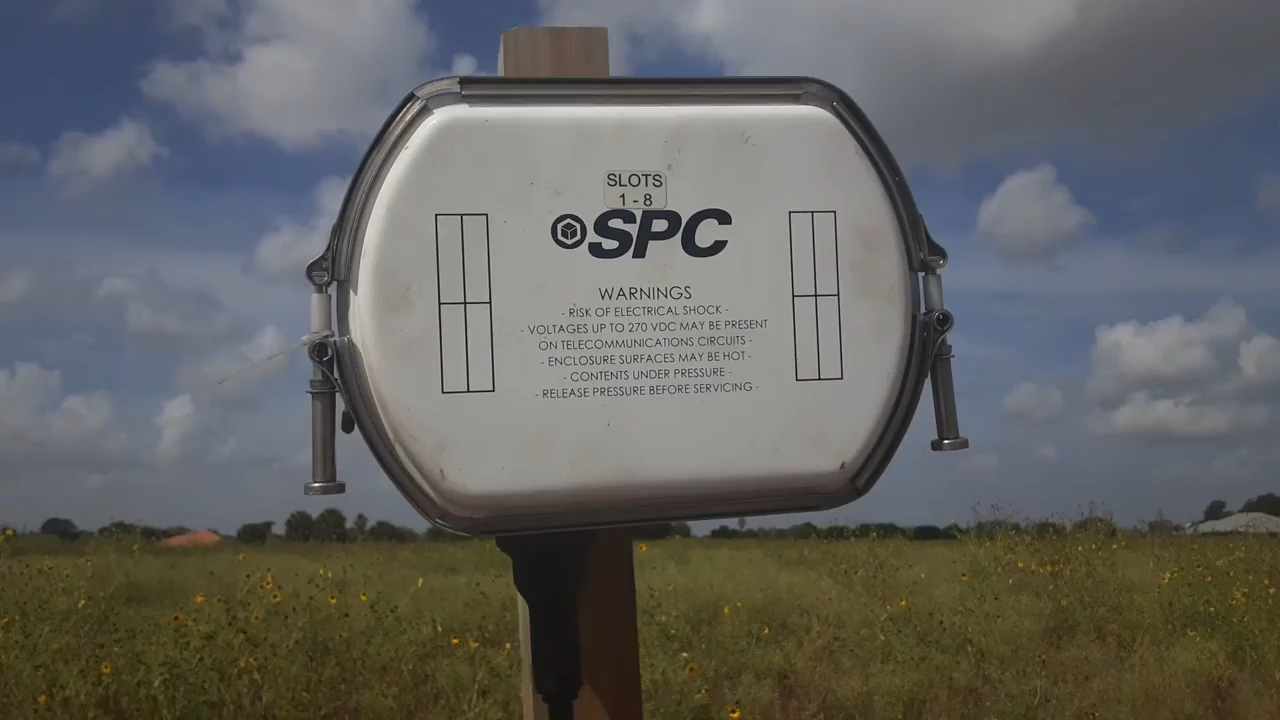 SLOTS
1 - 8
SPC
WARNINGS
- RISK OF ELECTRICAL SHOCK -
- VOLTAGES UP TO 270 VDC MAY BE PRESENT
ON TELECOMMUNICATIONS CIRCUITS -
- ENCLOSURE SURFACES MAY BE HOT -
- CONTENTS UNDER PRESSURE -
- RELEASE PRESSURE BEFORE SERVICING -